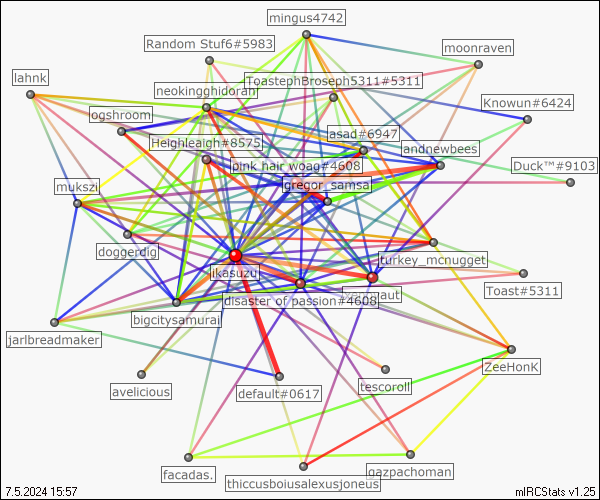 mingus4742
Random Stuf6#5983
moonraven
lahnk
ToastephBroseph5311#5311
neokingghidoran
Knowun#6424
ogshroom
asad#6947
Heighleaigh#8575
andnewbees
pink hair woag#4608
Duck™#9103
mukszi
gregor_samsa
doggerdig
turkey_mcnugget
jkasuzu
Toast#5311
disaster of passion#4608
bigcitysamurai
jarlbreadmaker
ZeeHonK
avelicious
default#0617
tescoroll
facadas.
gazpachoman
thiccusboiusalexusjoneus
7.5.2024 15:57
mIRCStats v1.25